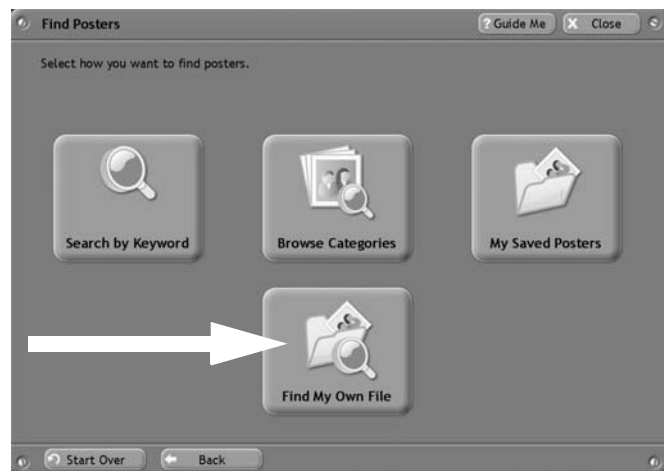 Find Posters
? Guide Me
X Close
Select how you want to find posters.
Search by Keyword
Browse Categories
My Saved Posters
Find My Own File
Start Over
Back